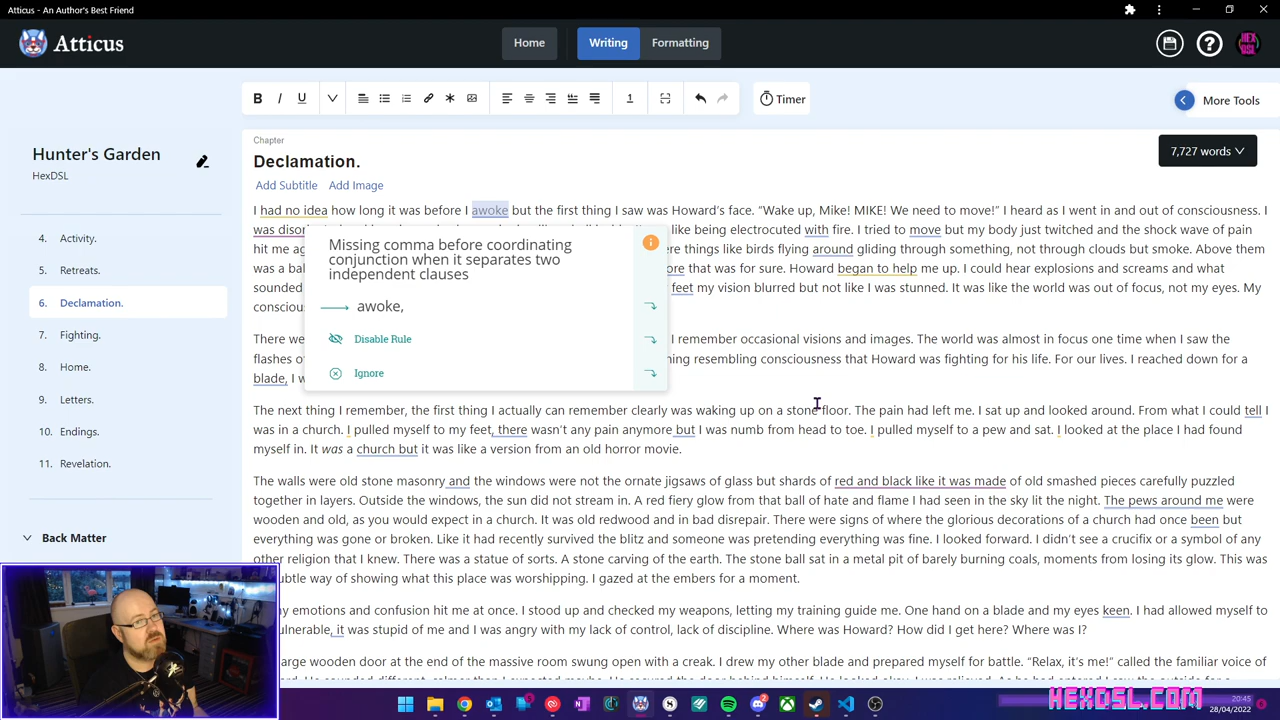 Atticus - An Author's Best Friend
Atticus
Home
Writing
Formatting
HEX
DSL
B I U
1
Timer
More Tools
Hunter's Garden
HexDSL
4. Activity.
5. Retreats.
6. Declamation.
7. Fighting.
8. Home.
9. Letters.
10. Endings.
11. Revelation.
Back Matter
Chapter
Declamation.
7,727 words
Add Subtitle Add Image
I had no idea how long it was before I awoke but the first thing I saw was Howard's face. “Wake up, Mike! MIKE! We need to move!” I heard as I went in and out of consciousness. I
like being electrocuted with fire. I tried to move but my body just twitched and the shock wave of pain
hit me things like birds flying around gliding through something, not through clouds but smoke. Above them
was a that was for sure. Howard began to help me up. I could hear explosions and screams and what
sounded feet my vision blurred but not like I was stunned. It was like the world was out of focus, not my eyes. My
Missing comma before coordinating
conjunction when it separates two
independent clauses
awoke,
Disable Rule
Ignore
There I remember occasional visions and images. The world was almost in focus one time when I saw the
flashes resembling consciousness that Howard was fighting for his life. For our lives. I reached down for a
blade, I
The next thing I remember, the first thing I actually can remember clearly was waking up on a stone floor. The pain had left me. I sat up and looked around. From what I could tell I
was in a church. I pulled myself to my feet, there wasn't any pain anymore but I was numb from head to toe. I pulled myself to a pew and sat. I looked at the place I had found
myself in. It was a church but it was like a version from an old horror movie.
The walls were old stone masonry and the windows were not the ornate jigsaws of glass but shards of red and black like it was made of old smashed pieces carefully puzzled
together in layers. Outside the windows, the sun did not stream in. A red fiery glow from that ball of hate and flame I had seen in the sky lit the night. The pews around me were
wooden and old, as you would expect in a church. It was old redwood and in bad disrepair. There were signs of where the glorious decorations of a church had once been but
everything was gone or broken. Like it had recently survived the blitz and someone was pretending everything was fine. I looked forward. I didn't see a crucifix or a symbol of any
other religion that I knew. There was a statue of sorts. A stone carving of the earth. The stone ball sat in a metal pit of barely burning coals, moments from losing its glow. This was
subtle way of showing what this place was worshipping. I gazed at the embers for a moment.
emotions and confusion hit me at once. I stood up and checked my weapons, letting my training guide me. One hand on a blade and my eyes keen. I had allowed myself to
vulnerable, it was stupid of me and I was angry with my lack of control, lack of discipline. Where was Howard? How did I get here? Where was I?
large wooden door at the end of the massive room swung open with a creak. I drew my other blade and prepared myself for battle. “Relax, it's me!” called the familiar voice of
HEXDSL.COM
20:45
28/04/2022